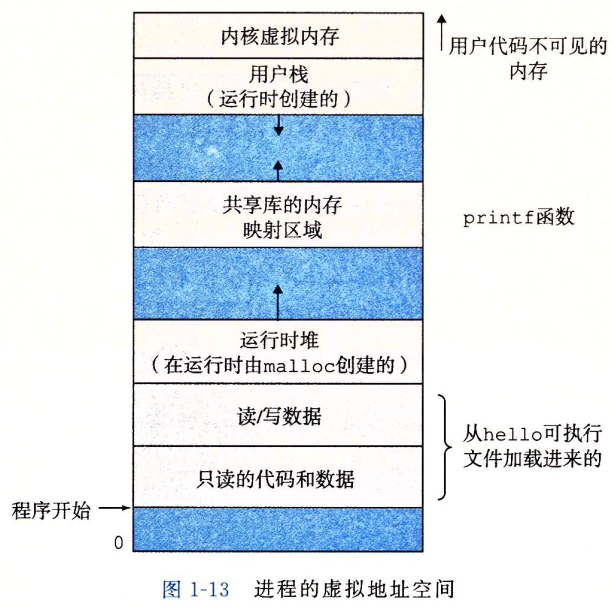 内核虚拟内存
用户代码不可见的
内存
用户栈
（运行时创建的）
共享库的内存
映射区域
printf函数
运行时堆
（在运行时由malloc创建的）
读/写数据
从hello可执行
文件加载进来的
只读的代码和数据
程序开始
0
图 1-13 进程的虚拟地址空间